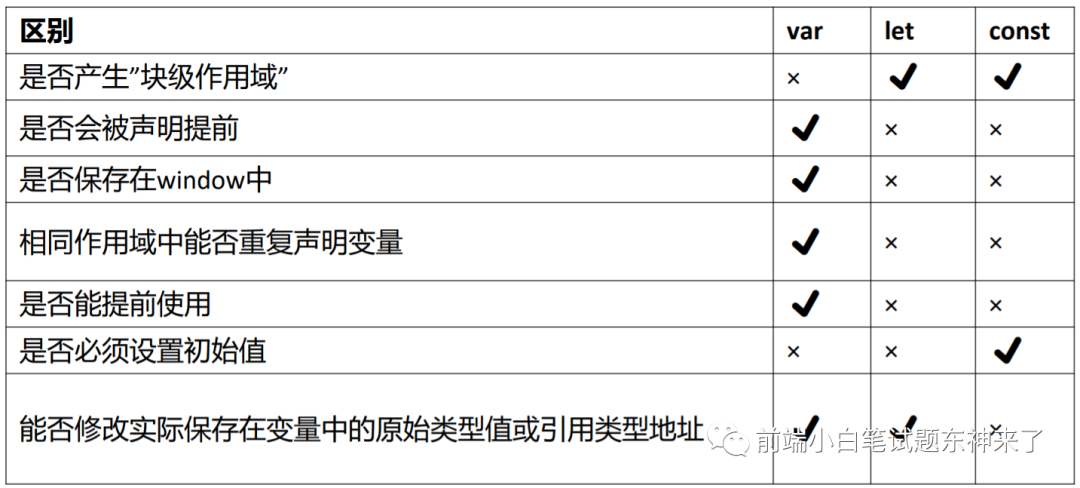 区别 var let const
是否产生”块级作用域” × ✔ ✔
是否会被声明提前 ✔ × ×
是否保存在window中 ✔ × ×
相同作用域中能否重复声明变量 ✔ × ×
是否能提前使用 ✔ × ×
是否必须设置初始值 × × ✔
能否修改实际保存在变量中的原始类型值或引用类型地址 ✔ ✔ ×
前端小白笔试题东神来了